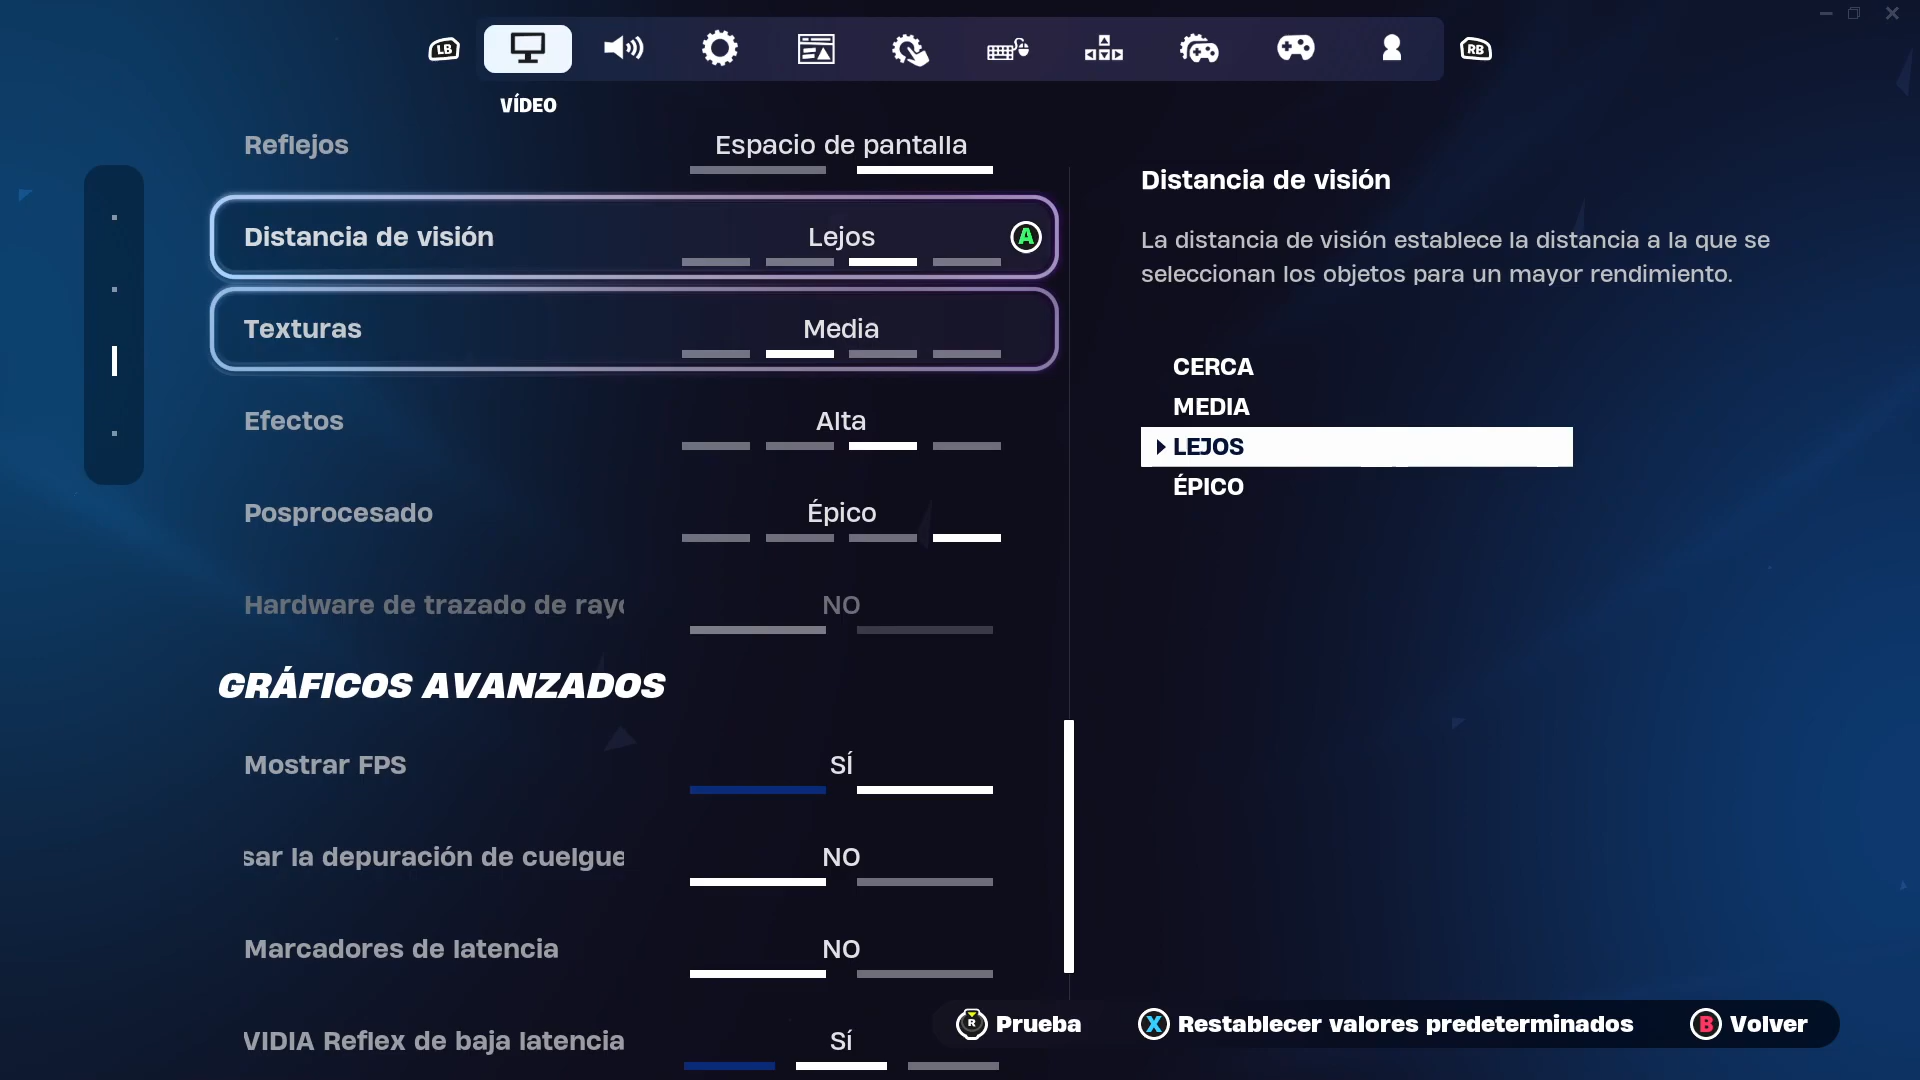 LB
RB
VÍDEO
Reflejos
Espacio de pantalla
Distancia de visión
Lejos
A
Texturas
Media
Efectos
Alta
Posprocesado
Épico
Hardware de trazado de rayo
NO
GRÁFICOS AVANZADOS
Mostrar FPS
SÍ
sar la depuración de cuelgue
NO
Marcadores de latencia
NO
VIDIA Reflex de baja latencia
Sí
Distancia de visión
La distancia de visión establece la distancia a la que se
seleccionan los objetos para un mayor rendimiento.
CERCA
MEDIA
LEJOS
ÉPICO
R Prueba
X Restablecer valores predeterminados
B Volver